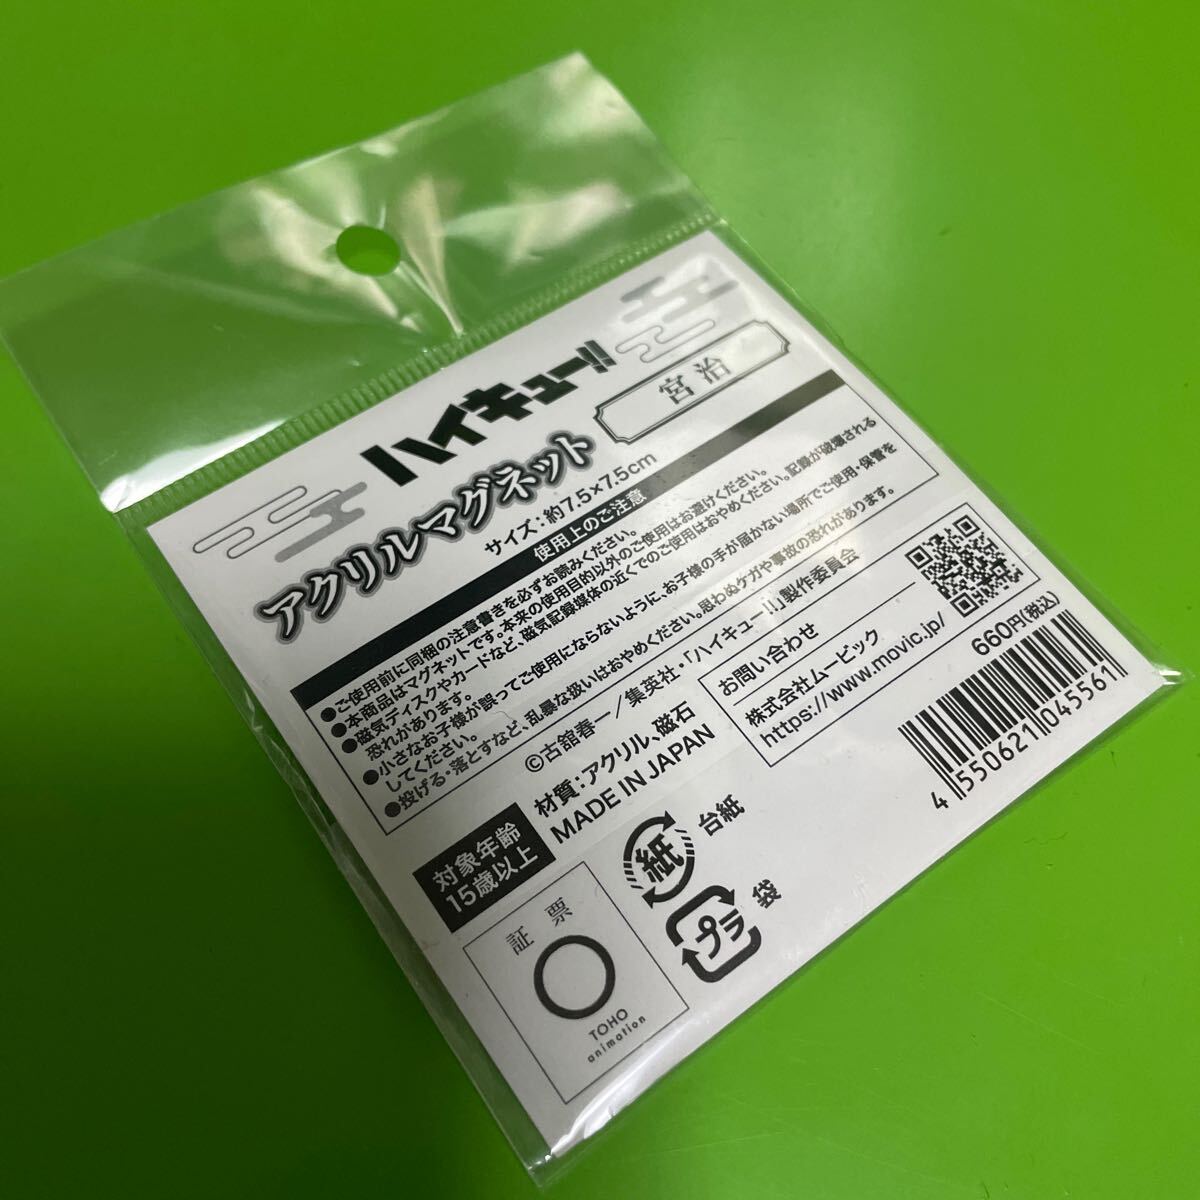 ハイキュー!!
アクリルマグネット
宮治
サイズ:約7.5×7.5cm
使用上のご注意
●ご使用前に同梱の注意書きを必ずお読みください。
●本商品はマグネットです。本来の使用目的以外のご使用はお避けください。
●磁気ディスクやカードなど、磁気記録媒体の近くでのご使用はおやめください。記録が破壊される
恐れがあります。
●小さなお子様が誤ってご使用にならないように、お子様の手が届かない場所でご使用・保管を
してください。
●投げる・落とすなど、乱暴な扱いはおやめください。思わぬケガや事故の恐れがあります。
©古舘春一/集英社・「ハイキュー!!」製作委員会
材質:アクリル、磁石
MADE IN JAPAN
お問い合わせ
株式会社ムービック
https://www.movic.jp/
660円(税込)
4 550621 045561
対象年齢
15歳以上
証票
TOHO
animation
紙
台紙
プラ
袋